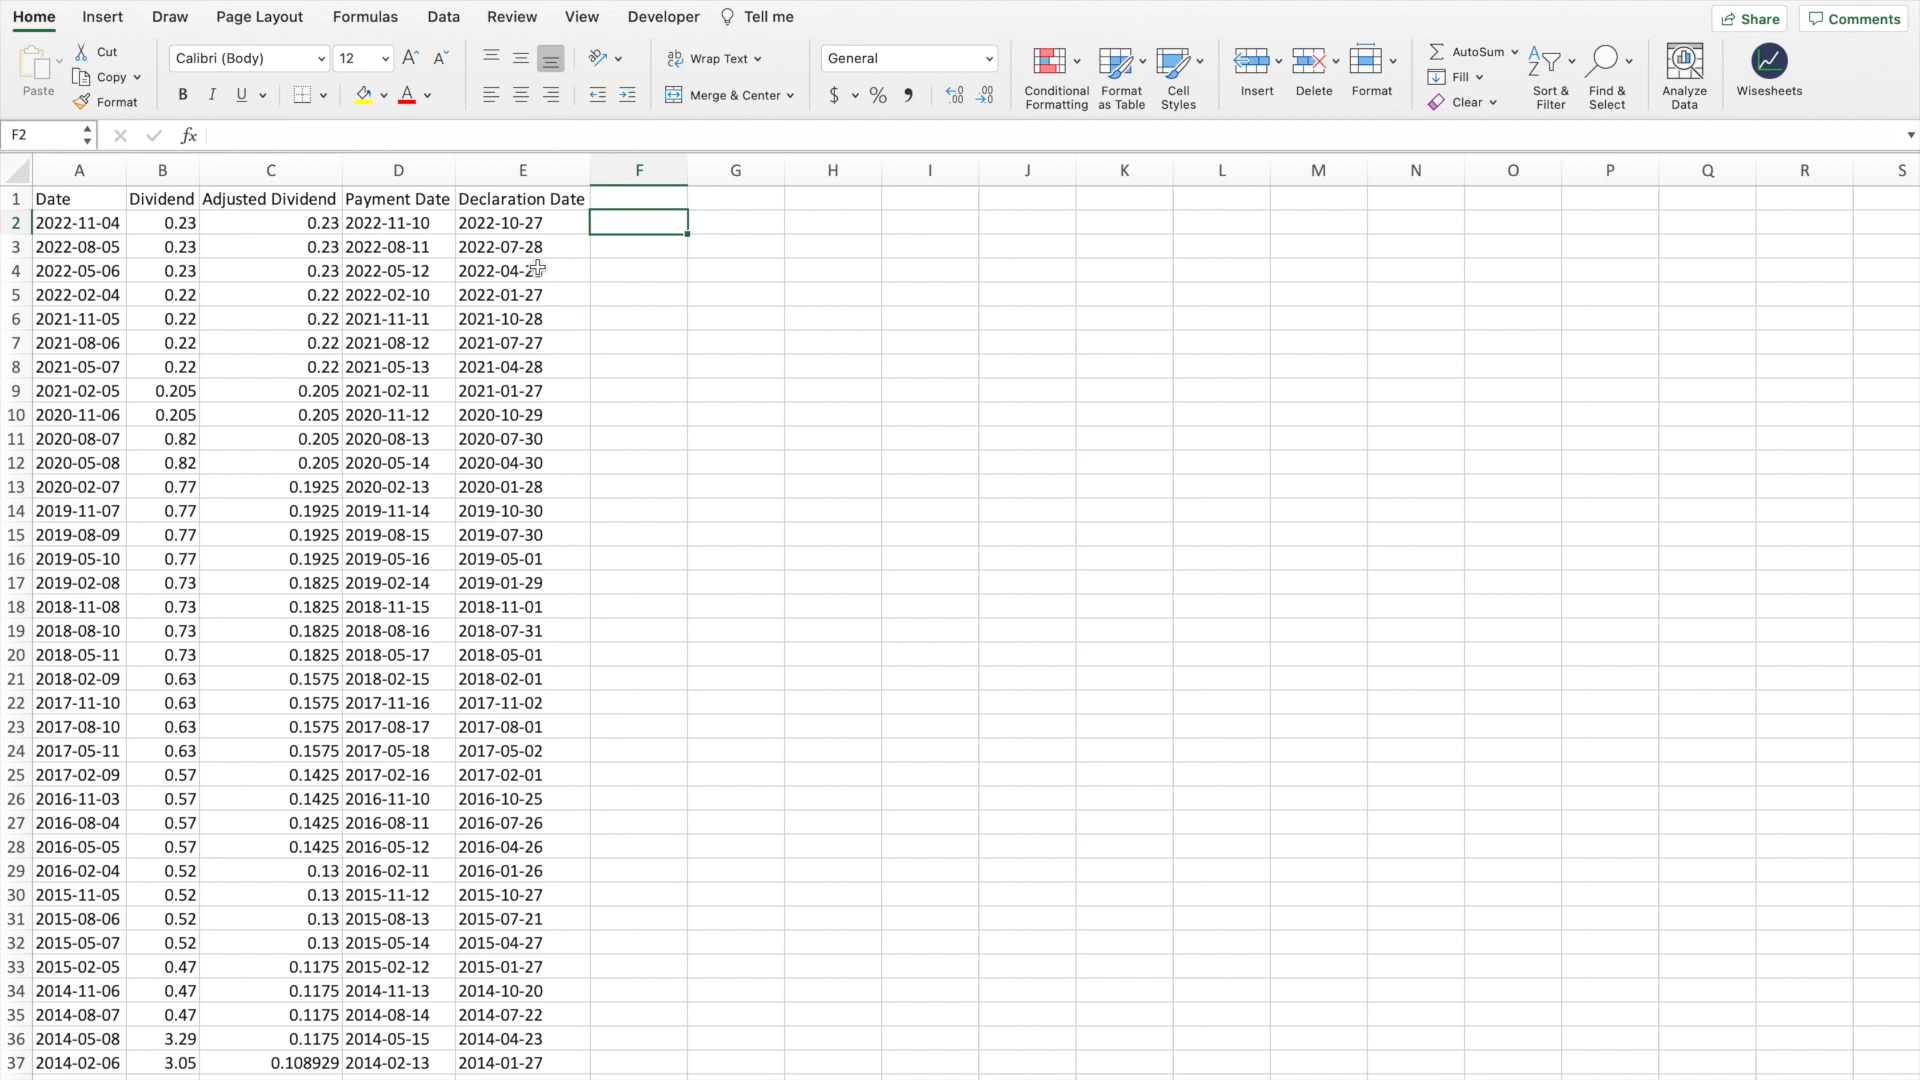 Home Insert Draw Page Layout Formulas Data Review View Developer Tell me Share Comments
Paste Cut Copy Format
Calibri (Body) 12
B I U A
ab Wrap Text
Merge & Center
General
$ %
Conditional Formatting Format as Table Cell Styles
Insert Delete Format
AutoSum Fill Clear
Sort & Filter Find & Select
Analyze Data
Wisesheets
F2 fx
A B C D E F G H I J K L M N O P Q R S
1 Date Dividend Adjusted Dividend Payment Date Declaration Date
2 2022-11-04 0.23 0.23 2022-11-10 2022-10-27
3 2022-08-05 0.23 0.23 2022-08-11 2022-07-28
4 2022-05-06 0.23 0.23 2022-05-12 2022-04-2
5 2022-02-04 0.22 0.22 2022-02-10 2022-01-27
6 2021-11-05 0.22 0.22 2021-11-11 2021-10-28
7 2021-08-06 0.22 0.22 2021-08-12 2021-07-27
8 2021-05-07 0.22 0.22 2021-05-13 2021-04-28
9 2021-02-05 0.205 0.205 2021-02-11 2021-01-27
10 2020-11-06 0.205 0.205 2020-11-12 2020-10-29
11 2020-08-07 0.82 0.205 2020-08-13 2020-07-30
12 2020-05-08 0.82 0.205 2020-05-14 2020-04-30
13 2020-02-07 0.77 0.1925 2020-02-13 2020-01-28
14 2019-11-07 0.77 0.1925 2019-11-14 2019-10-30
15 2019-08-09 0.77 0.1925 2019-08-15 2019-07-30
16 2019-05-10 0.77 0.1925 2019-05-16 2019-05-01
17 2019-02-08 0.73 0.1825 2019-02-14 2019-01-29
18 2018-11-08 0.73 0.1825 2018-11-15 2018-11-01
19 2018-08-10 0.73 0.1825 2018-08-16 2018-07-31
20 2018-05-11 0.73 0.1825 2018-05-17 2018-05-01
21 2018-02-09 0.63 0.1575 2018-02-15 2018-02-01
22 2017-11-10 0.63 0.1575 2017-11-16 2017-11-02
23 2017-08-10 0.63 0.1575 2017-08-17 2017-08-01
24 2017-05-11 0.63 0.1575 2017-05-18 2017-05-02
25 2017-02-09 0.57 0.1425 2017-02-16 2017-02-01
26 2016-11-03 0.57 0.1425 2016-11-10 2016-10-25
27 2016-08-04 0.57 0.1425 2016-08-11 2016-07-26
28 2016-05-05 0.57 0.1425 2016-05-12 2016-04-26
29 2016-02-04 0.52 0.13 2016-02-11 2016-01-26
30 2015-11-05 0.52 0.13 2015-11-12 2015-10-27
31 2015-08-06 0.52 0.13 2015-08-13 2015-07-21
32 2015-05-07 0.52 0.13 2015-05-14 2015-04-27
33 2015-02-05 0.47 0.1175 2015-02-12 2015-01-27
34 2014-11-06 0.47 0.1175 2014-11-13 2014-10-20
35 2014-08-07 0.47 0.1175 2014-08-14 2014-07-22
36 2014-05-08 3.29 0.1175 2014-05-15 2014-04-23
37 2014-02-06 3.05 0.108929 2014-02-13 2014-01-27